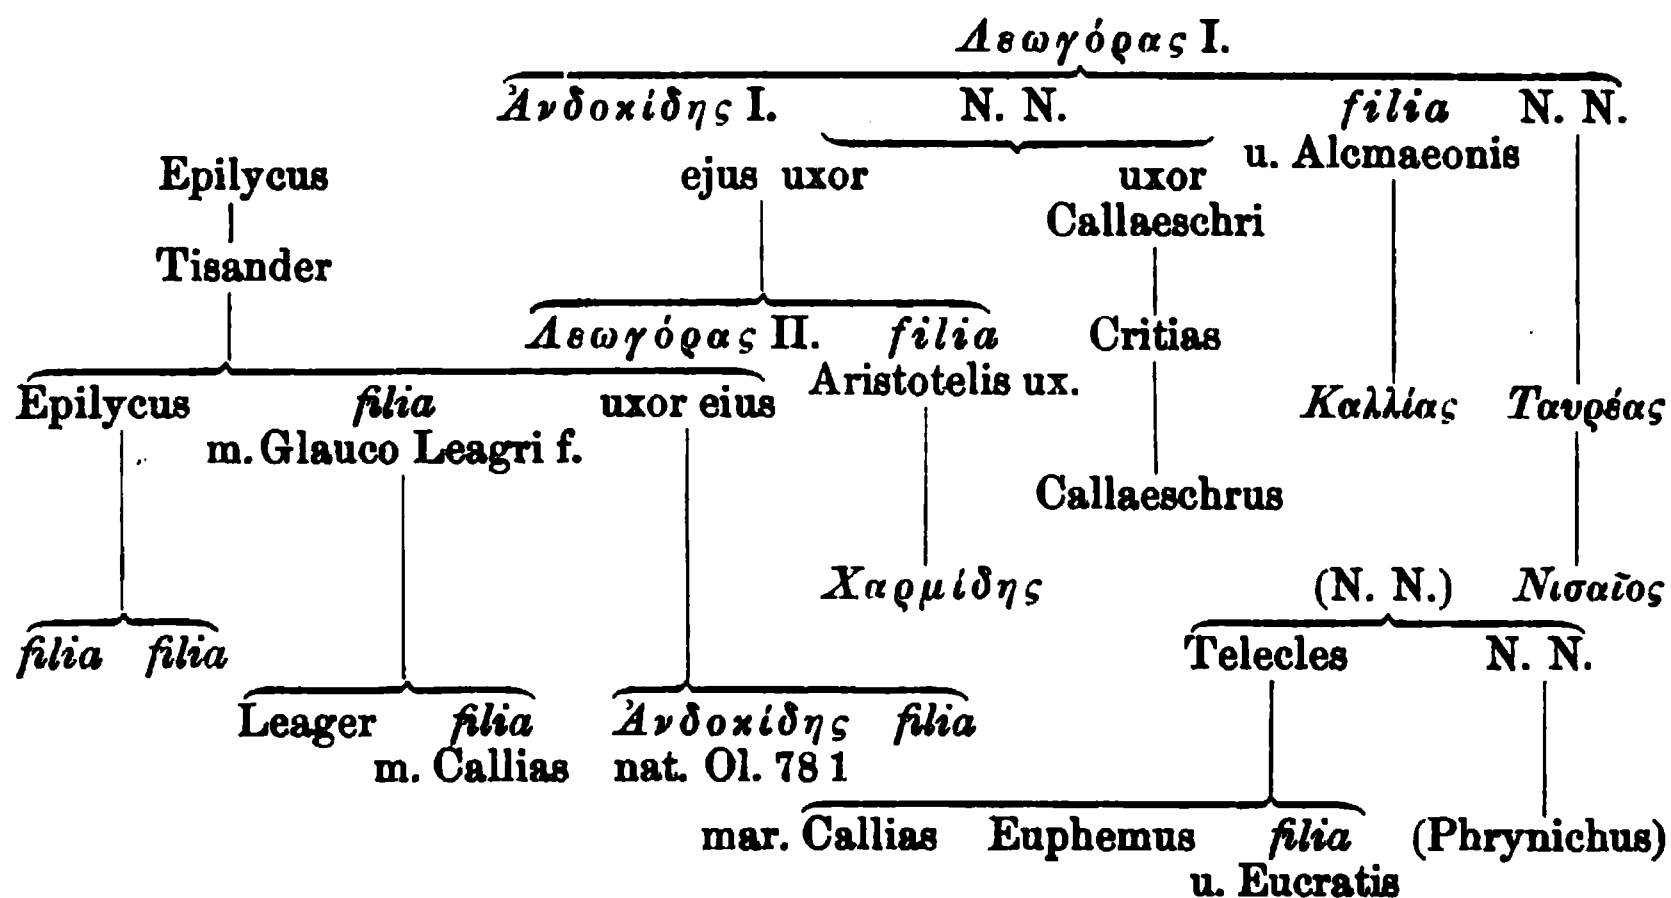 Λεωγόρας I.
Ἀνδοκίδης I. N. N. filia N. N.
u. Alcmaeonis
Epilycus ejus uxor uxor
Callaeschri
Tisander
Λεωγόρας II. filia Critias
Aristotelis ux.
Epilycus filia uxor eius Καλλίας Ταυρέας
m. Glauco Leagri f.
Callaeschrus
Χαρμίδης (N. N.) Νισαῖος
filia filia Telecles N. N.
Leager filia Ἀνδοκίδης filia
m. Callias nat. Ol. 78 1
mar. Callias Euphemus filia (Phrynichus)
u. Eucratis